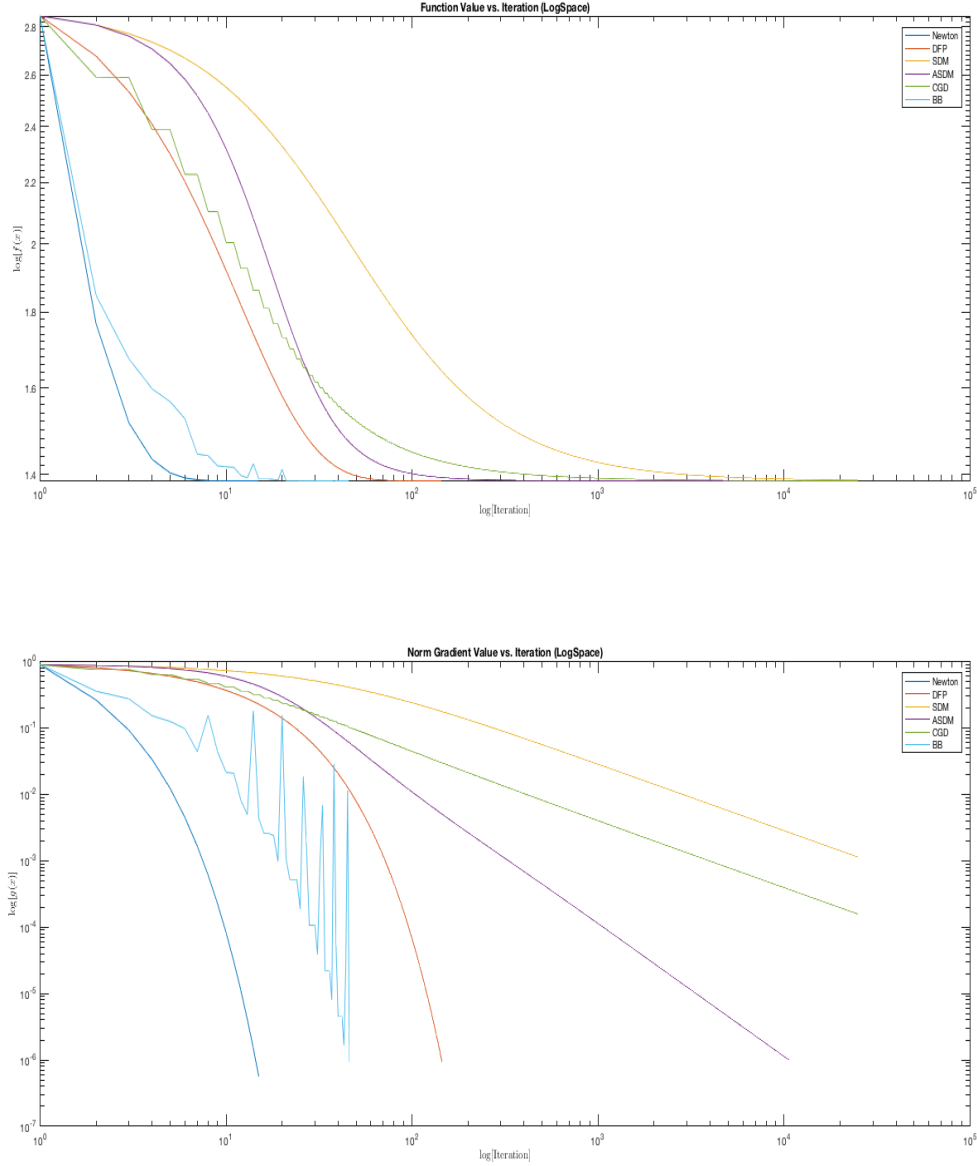 Function Value vs. Iteration (LogSpace)
log[f(x)]
2.8
2.6
2.4
2.2
2
1.8
1.6
1.4
10^0
10^1
10^2
10^3
10^4
10^5
log[Iteration]
Newton
DFP
SDM
ASDM
CGD
BB
Norm Gradient Value vs. Iteration (LogSpace)
log[g(x)]
10^0
10^-1
10^-2
10^-3
10^-4
10^-5
10^-6
10^-7
10^0
10^1
10^2
10^3
10^4
10^5
log[Iteration]
Newton
DFP
SDM
ASDM
CGD
BB